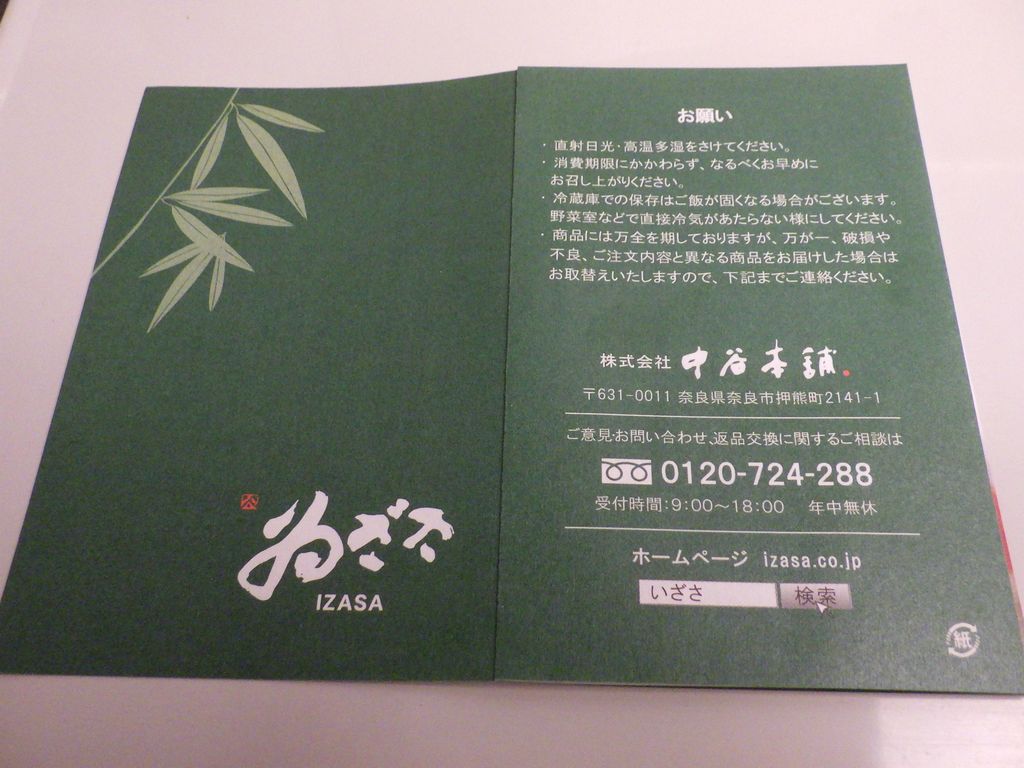 ゐざさ
IZASA
お願い
・直射日光・高温多湿をさけてください。
・消費期限にかかわらず、なるべくお早めに
お召し上がりください。
・冷蔵庫での保存はご飯が固くなる場合がございます。
野菜室などで直接冷気があたらない様にしてください。
・商品には万全を期しておりますが、万が一、破損や
不良、ご注文内容と異なる商品をお届けした場合は
お取替えいたしますので、下記までご連絡ください。
株式会社 中谷本舗
〒631-0011 奈良県奈良市押熊町2141-1
ご意見・お問い合わせ、返品交換に関するご相談は
0120-724-288
受付時間:9:00～18:00 年中無休
ホームページ izasa.co.jp
いざさ 検索
紙